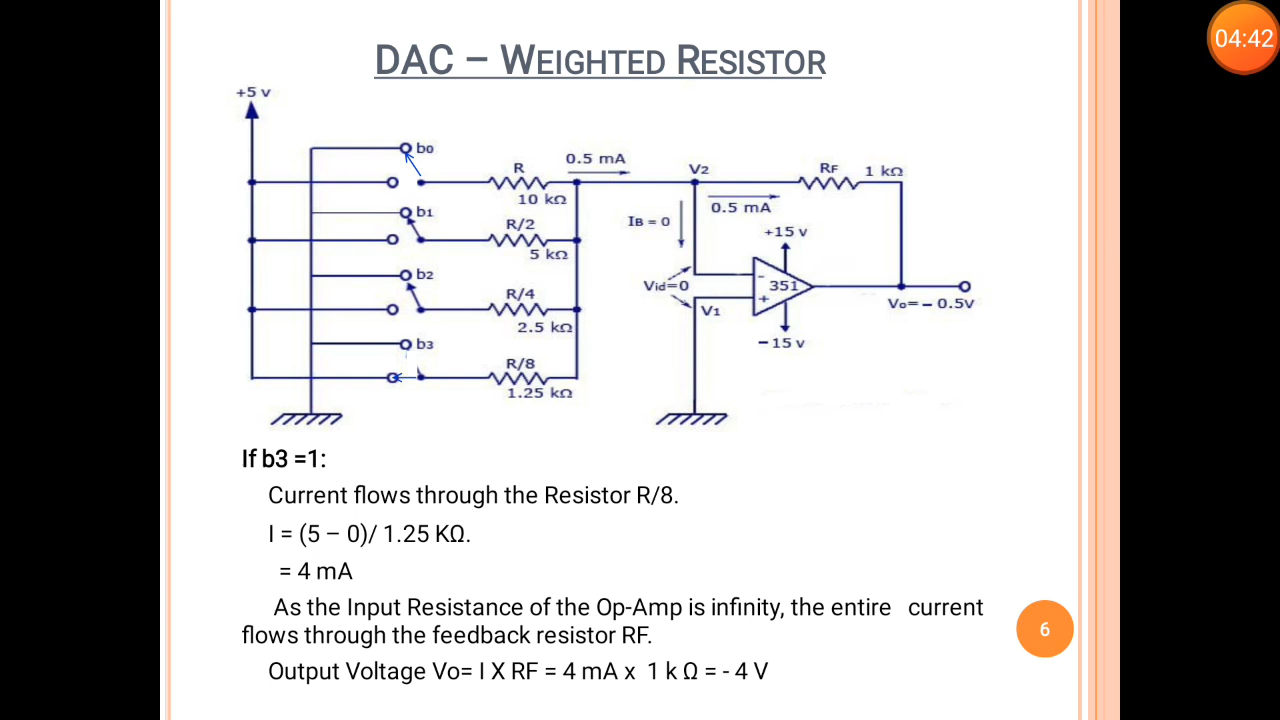 04:42
DAC – WEIGHTED RESISTOR
+5 v
b0
R
10 kΩ
0.5 mA
V2
RF 1 kΩ
b1
R/2
5 kΩ
IB = 0
0.5 mA
+15 v
b2
R/4
2.5 kΩ
Vid=0
V1
-
+
351
Vo= – 0.5v
–15 v
b3
R/8
1.25 kΩ
If b3 =1:
Current flows through the Resistor R/8.
I = (5 – 0)/ 1.25 KΩ.
= 4 mA
As the Input Resistance of the Op-Amp is infinity, the entire current
flows through the feedback resistor RF.
Output Voltage Vo= I X RF = 4 mA x 1 k Ω = - 4 V
6